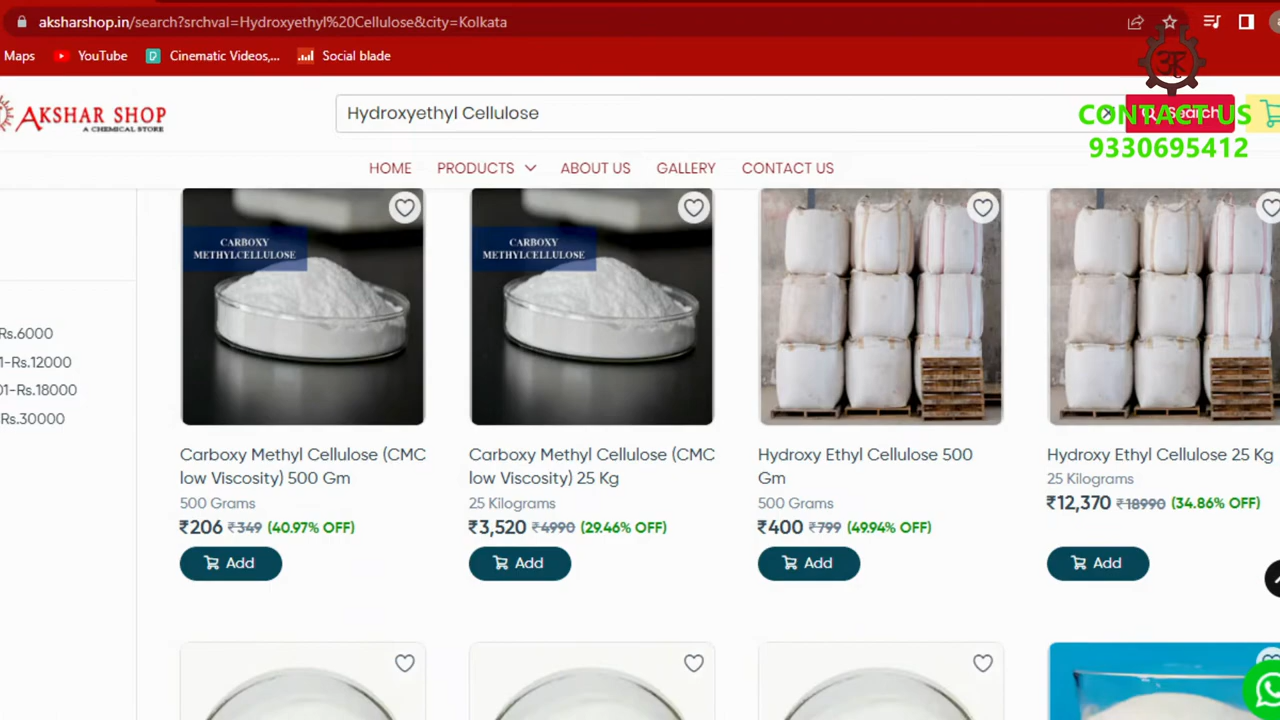 aksharshop.in/search?srchval=Hydroxyethyl%20Cellulose&city=Kolkata
Maps YouTube Cinematic Videos,... Social blade
AKSHAR SHOP
A CHEMICAL STORE
Hydroxyethyl Cellulose
Search
CONTACT US
9330695412
HOME PRODUCTS ABOUT US GALLERY CONTACT US
Rs.6000
1-Rs.12000
01-Rs.18000
Rs.30000
CARBOXY
METHYLCELLULOSE
CARBOXY
METHYLCELLULOSE
Carboxy Methyl Cellulose (CMC
low Viscosity) 500 Gm
500 Grams
₹206 ₹349 (40.97% OFF)
Add
Carboxy Methyl Cellulose (CMC
low Viscosity) 25 Kg
25 Kilograms
₹3,520 ₹4990 (29.46% OFF)
Add
Hydroxy Ethyl Cellulose 500
Gm
500 Grams
₹400 ₹799 (49.94% OFF)
Add
Hydroxy Ethyl Cellulose 25 Kg
25 Kilograms
₹12,370 ₹18990 (34.86% OFF)
Add